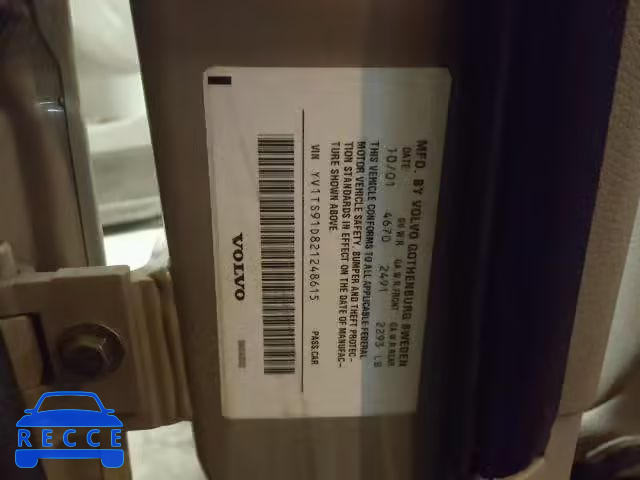 MFD. BY VOLVO GOTHENBURG SWEDEN
DATE GVWR GAWR FRONT GAWR REAR
10/01 4670 2491 2293 LB
THIS VEHICLE CONFORMS TO ALL APPLICABLE FEDERAL
MOTOR VEHICLE SAFETY, BUMPER AND THEFT PROTEC-
TION STANDARDS IN EFFECT ON THE DATE OF MANUFAC-
TURE SHOWN ABOVE
VIN YV1TS91D821248615 PASS.CAR
VOLVO
RECCE